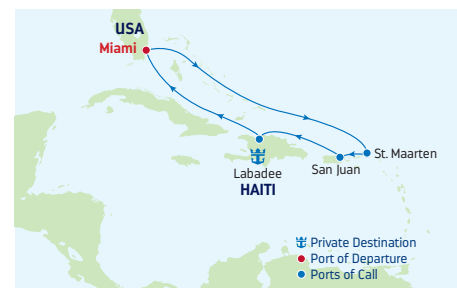 USA
Miami
St. Maarten
San Juan
Labadee
HAITI
Private Destination
Port of Departure
Ports of Call